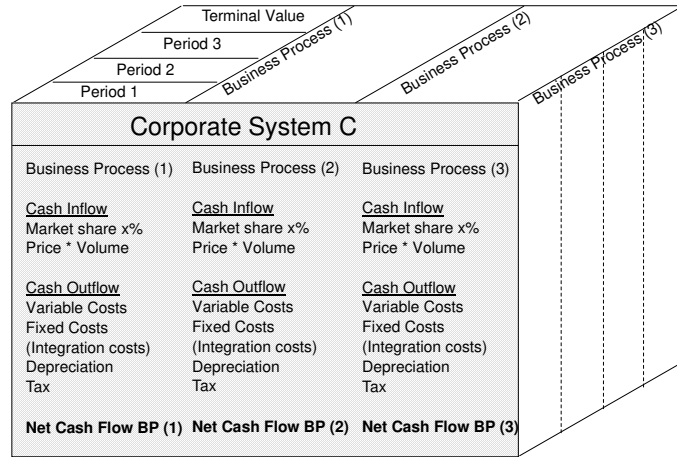 Terminal Value
Period 3
Period 2
Period 1
Business Process (1)
Business Process (2)
Business Process (3)
Corporate System C
Business Process (1) Business Process (2) Business Process (3)
Cash Inflow Cash Inflow Cash Inflow
Market share x% Market share x% Market share x%
Price * Volume Price * Volume Price * Volume
Cash Outflow Cash Outflow Cash Outflow
Variable Costs Variable Costs Variable Costs
Fixed Costs Fixed Costs Fixed Costs
(Integration costs) (Integration costs) (Integration costs)
Depreciation Depreciation Depreciation
Tax Tax Tax
Net Cash Flow BP (1) Net Cash Flow BP (2) Net Cash Flow BP (3)